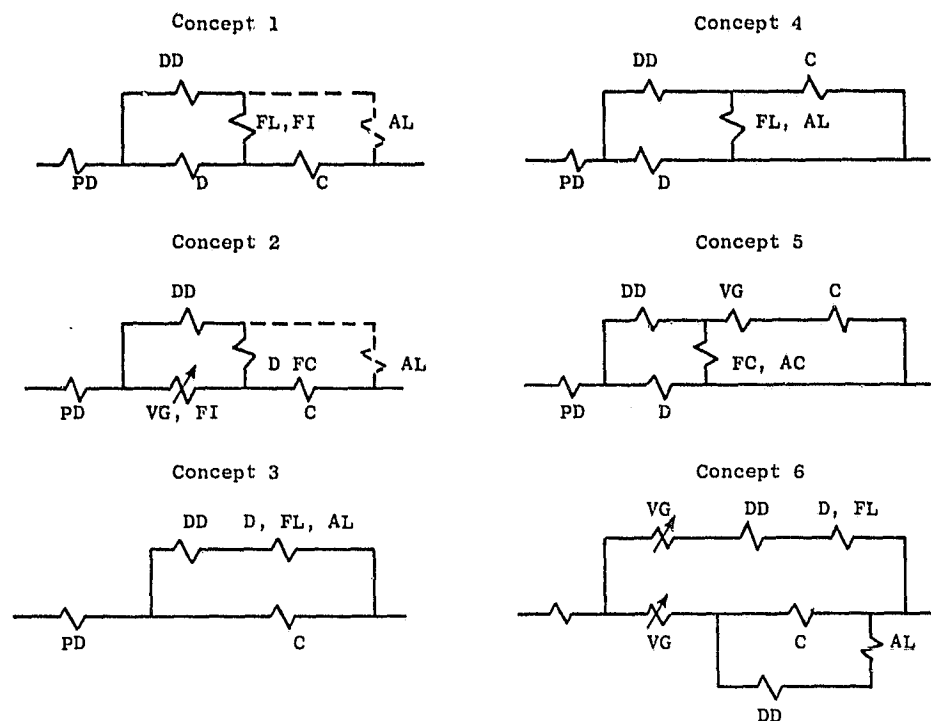 Concept 1
DD
FL,FI
AL
PD
D
C
Concept 2
DD
D FC
AL
PD
VG, FI
C
Concept 3
DD D, FL, AL
PD
C
Concept 4
DD
C
FL, AL
PD
D
Concept 5
DD
VG
C
FC, AC
PD
D
Concept 6
VG
DD
D, FL
VG
C
AL
DD